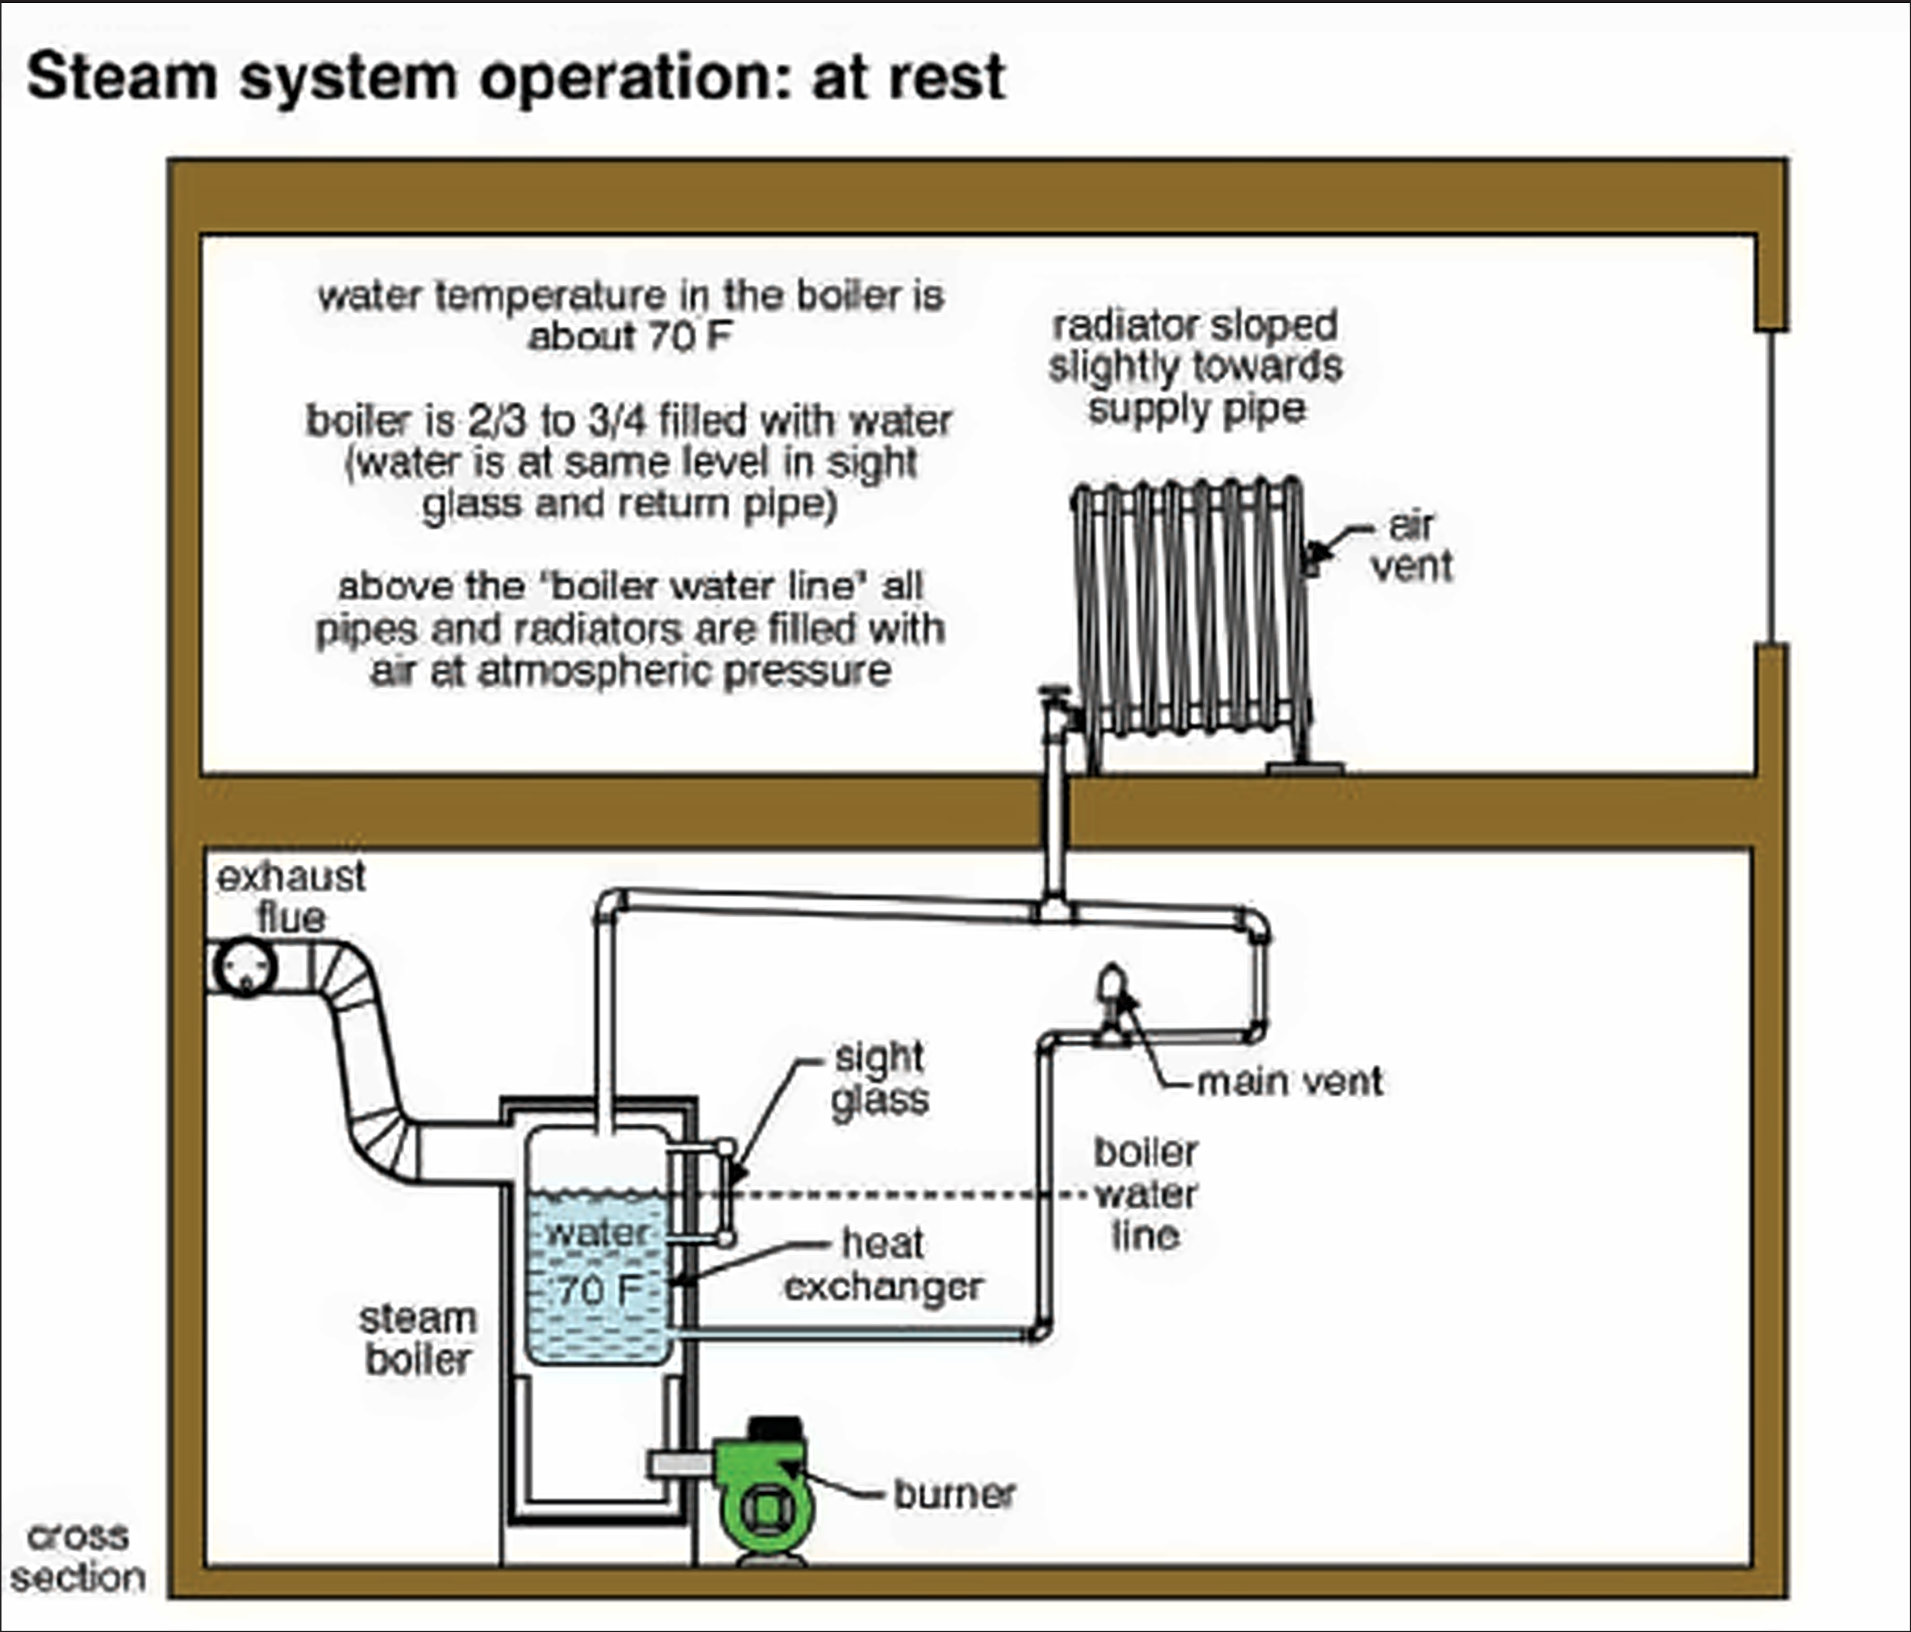 Steam system operation: at rest
water temperature in the boiler is
about 70 F
boiler is 2/3 to 3/4 filled with water
(water is at same level in sight
glass and return pipe)
above the "boiler water line" all
pipes and radiators are filled with
air at atmospheric pressure
radiator sloped
slightly towards
supply pipe
air
vent
exhaust
flue
sight
glass
main vent
boiler
water
line
water
70 F
heat
exchanger
steam
boiler
burner
cross
section